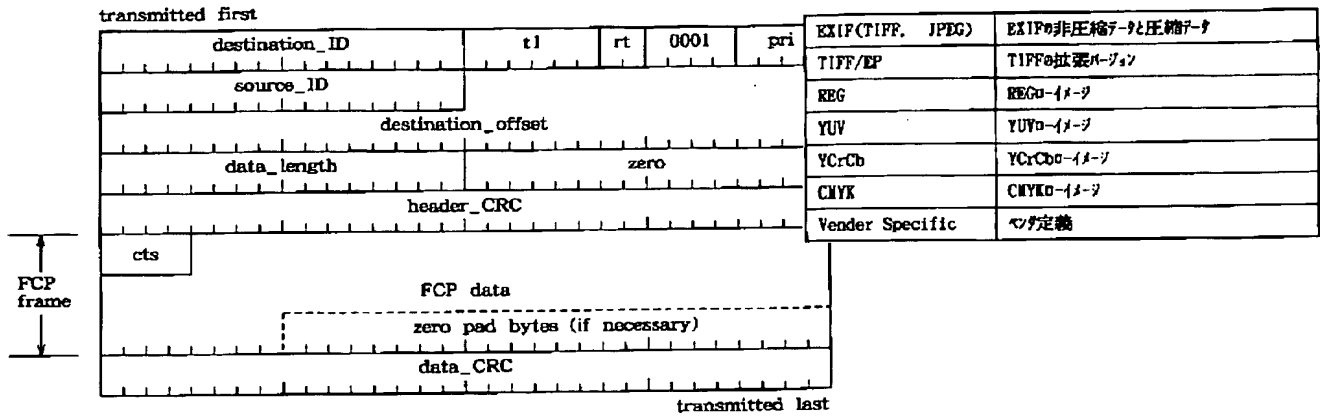 transmitted first
destination_ID tl rt 0001 pri
source_ID
destination_offset
data_length zero
header_CRC
cts
FCP
frame
FCP data
zero pad bytes (if necessary)
data_CRC
transmitted last
EXIF(TIFF, JPEG) EXIFの非圧縮データと圧縮データ
TIFF/EP TIFFの拡張バージョン
REG REGローイメージ
YUV YUVローイメージ
YCrCb YCrCbローイメージ
CMYK CMYKローイメージ
Vender Specific ベンダ定義